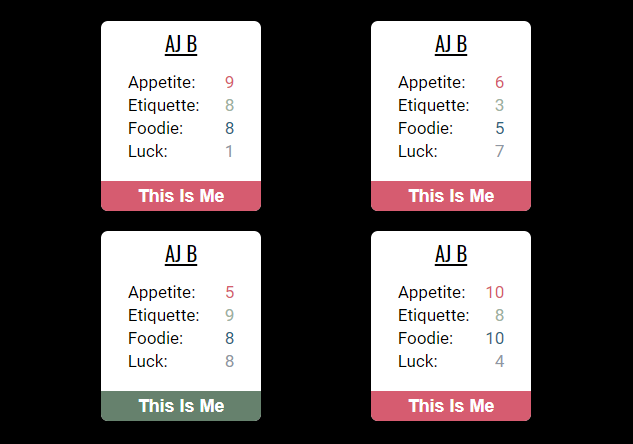 AJ B
Appetite: 9
Etiquette: 8
Foodie: 8
Luck: 1
This Is Me
AJ B
Appetite: 6
Etiquette: 3
Foodie: 5
Luck: 7
This Is Me
AJ B
Appetite: 5
Etiquette: 9
Foodie: 8
Luck: 8
This Is Me
AJ B
Appetite: 10
Etiquette: 8
Foodie: 10
Luck: 4
This Is Me